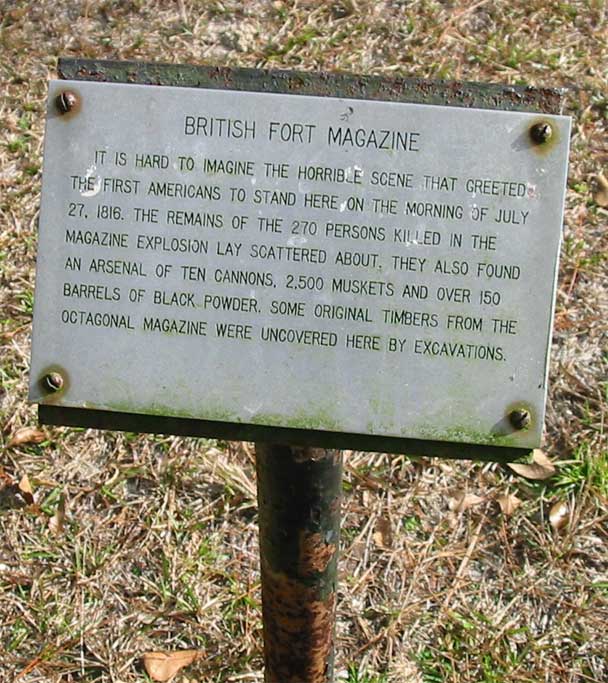 BRITISH FORT MAGAZINE
IT IS HARD TO IMAGINE THE HORRIBLE SCENE THAT GREETED
THE FIRST AMERICANS TO STAND HERE ON THE MORNING OF JULY
27, 1816. THE REMAINS OF THE 270 PERSONS KILLED IN THE
MAGAZINE EXPLOSION LAY SCATTERED ABOUT. THEY ALSO FOUND
AN ARSENAL OF TEN CANNONS, 2,500 MUSKETS AND OVER 150
BARRELS OF BLACK POWDER. SOME ORIGINAL TIMBERS FROM THE
OCTAGONAL MAGAZINE WERE UNCOVERED HERE BY EXCAVATIONS.